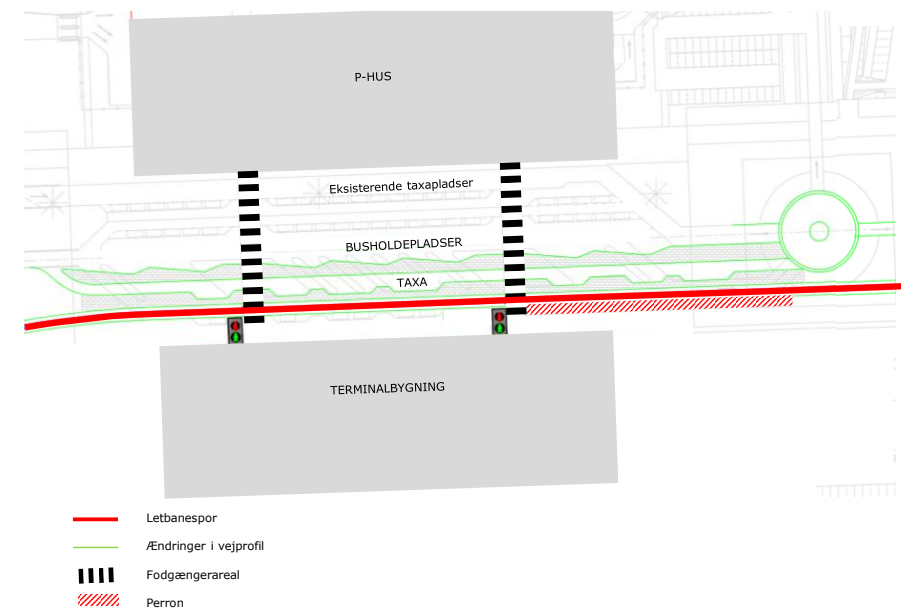 P-HUS
Eksisterende taxapladser
BUSHOLDEPLADSER
TAXA
TERMINALBYGNING
Letbanespor
Ændringer i vejprofil
Fodgængerareal
Perron